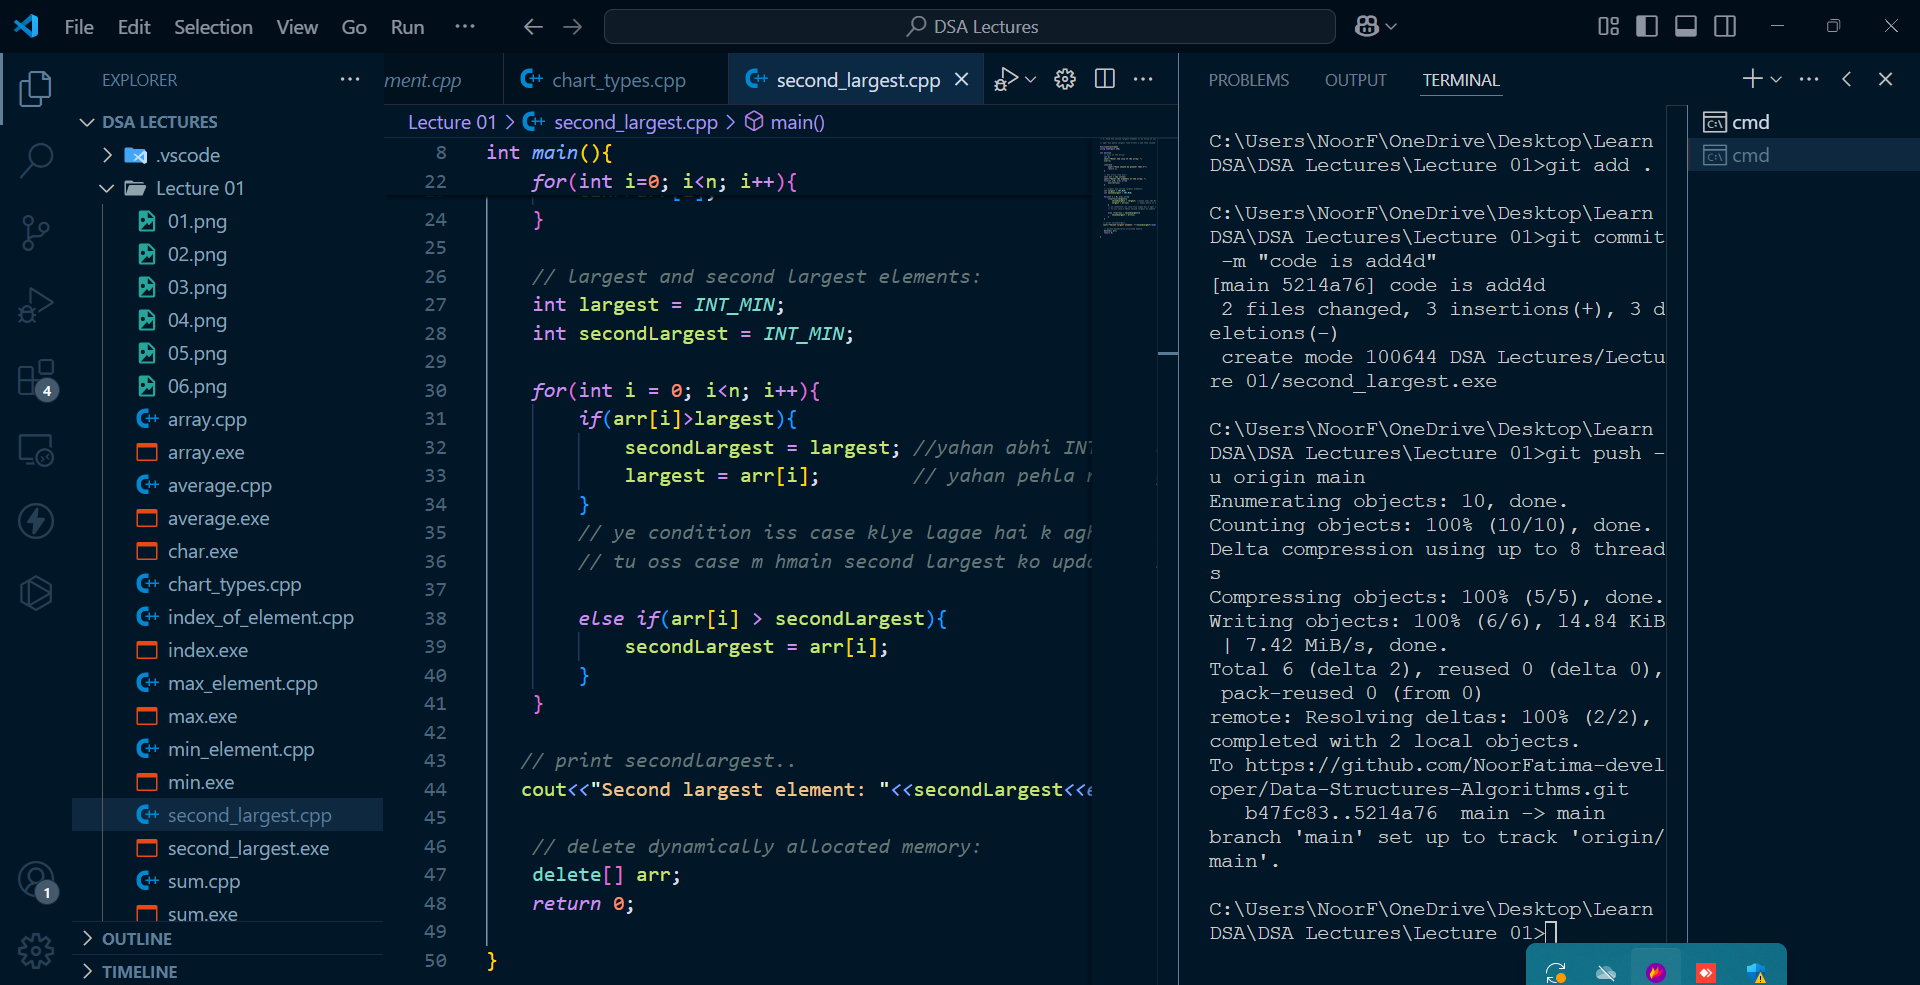 File Edit Selection View Go Run ... DSA Lectures
EXPLORER
DSA LECTURES
.vscode
Lecture 01
01.png
02.png
03.png
04.png
05.png
06.png
array.cpp
array.exe
average.cpp
average.exe
char.exe
chart_types.cpp
index_of_element.cpp
index.exe
max_element.cpp
max.exe
min_element.cpp
min.exe
second_largest.cpp
second_largest.exe
sum.cpp
sum.exe
OUTLINE
TIMELINE
4
1
ment.cpp chart_types.cpp second_largest.cpp
Lecture 01 > second_largest.cpp > main()
8 int main(){
22 for(int i=0; i<n; i++){
24 }
25
26 // largest and second largest elements:
27 int largest = INT_MIN;
28 int secondLargest = INT_MIN;
29
30 for(int i = 0; i<n; i++){
31 if(arr[i]>largest){
32 secondLargest = largest; //yahan abhi INT
33 largest = arr[i]; // yahan pehla
34 }
35 // ye condition iss case klye lagae hai k agh
36 // tu oss case m hmain second largest ko upda
37
38 else if(arr[i] > secondLargest){
39 secondLargest = arr[i];
40 }
41 }
42
43 // print secondlargest..
44 cout<<"Second largest element: "<<secondLargest<<e
45
46 // delete dynamically allocated memory:
47 delete[] arr;
48 return 0;
49
50 }
PROBLEMS OUTPUT TERMINAL
C:\Users\NoorF\OneDrive\Desktop\Learn
DSA\DSA Lectures\Lecture 01>git add .
C:\Users\NoorF\OneDrive\Desktop\Learn
DSA\DSA Lectures\Lecture 01>git commit
-m "code is add4d"
[main 5214a76] code is add4d
2 files changed, 3 insertions(+), 3 d
eletions(-)
create mode 100644 DSA Lectures/Lectu
re 01/second_largest.exe
C:\Users\NoorF\OneDrive\Desktop\Learn
DSA\DSA Lectures\Lecture 01>git push -
u origin main
Enumerating objects: 10, done.
Counting objects: 100% (10/10), done.
Delta compression using up to 8 thread
s
Compressing objects: 100% (5/5), done.
Writing objects: 100% (6/6), 14.84 KiB
| 7.42 MiB/s, done.
Total 6 (delta 2), reused 0 (delta 0),
pack-reused 0 (from 0)
remote: Resolving deltas: 100% (2/2),
completed with 2 local objects.
To https://github.com/NoorFatima-devel
oper/Data-Structures-Algorithms.git
b47fc83..5214a76 main -> main
branch 'main' set up to track 'origin/
main'.
C:\Users\NoorF\OneDrive\Desktop\Learn
DSA\DSA Lectures\Lecture 01>
cmd
cmd